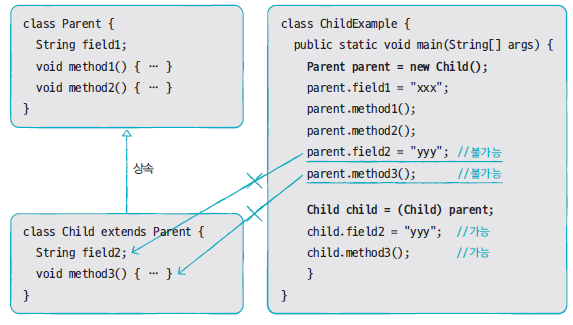 class Parent {
String field1;
void method1() { … }
void method2() { … }
}
상속
class Child extends Parent {
String field2;
void method3() { … }
}
class ChildExample {
public static void main(String[] args) {
Parent parent = new Child();
parent.field1 = "xxx";
parent.method1();
parent.method2();
parent.field2 = "yyy"; //불가능
parent.method3(); //불가능
Child child = (Child) parent;
child.field2 = "yyy"; //가능
child.method3(); //가능
}
}